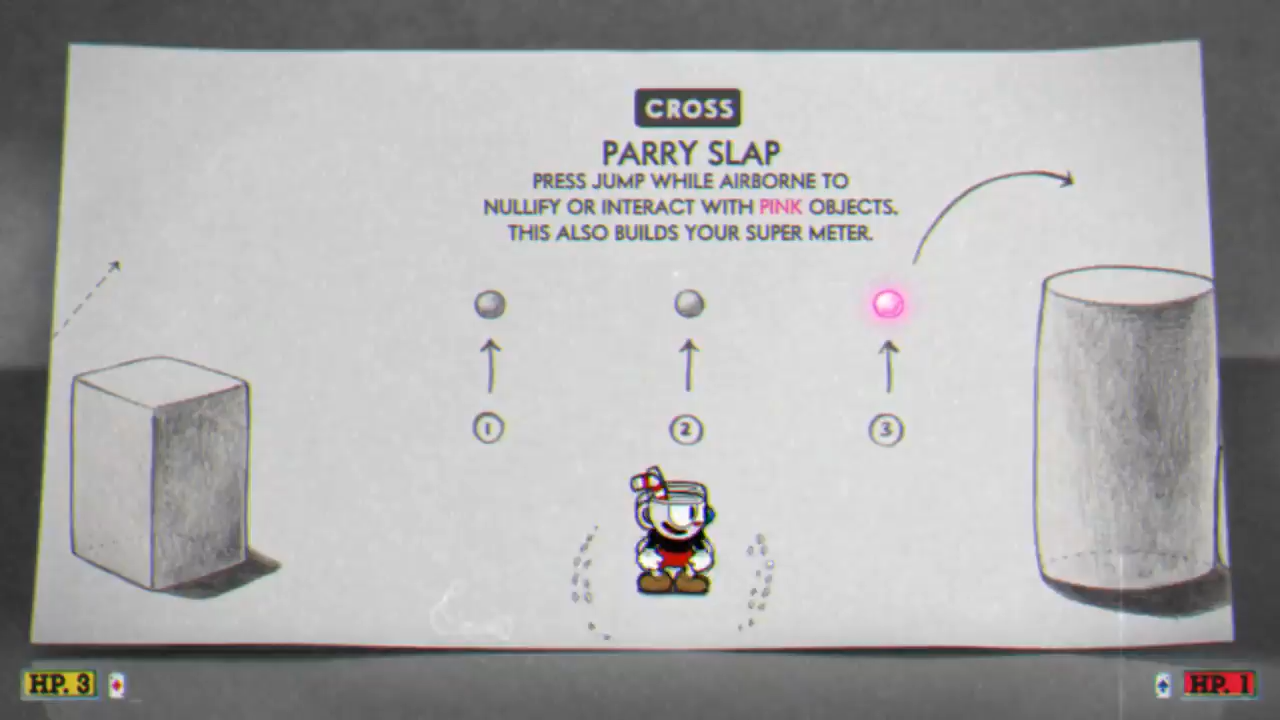 CROSS
PARRY SLAP
PRESS JUMP WHILE AIRBORNE TO
NULLIFY OR INTERACT WITH PINK OBJECTS.
THIS ALSO BUILDS YOUR SUPER METER.
1
2
3
HP. 3
HP. 1